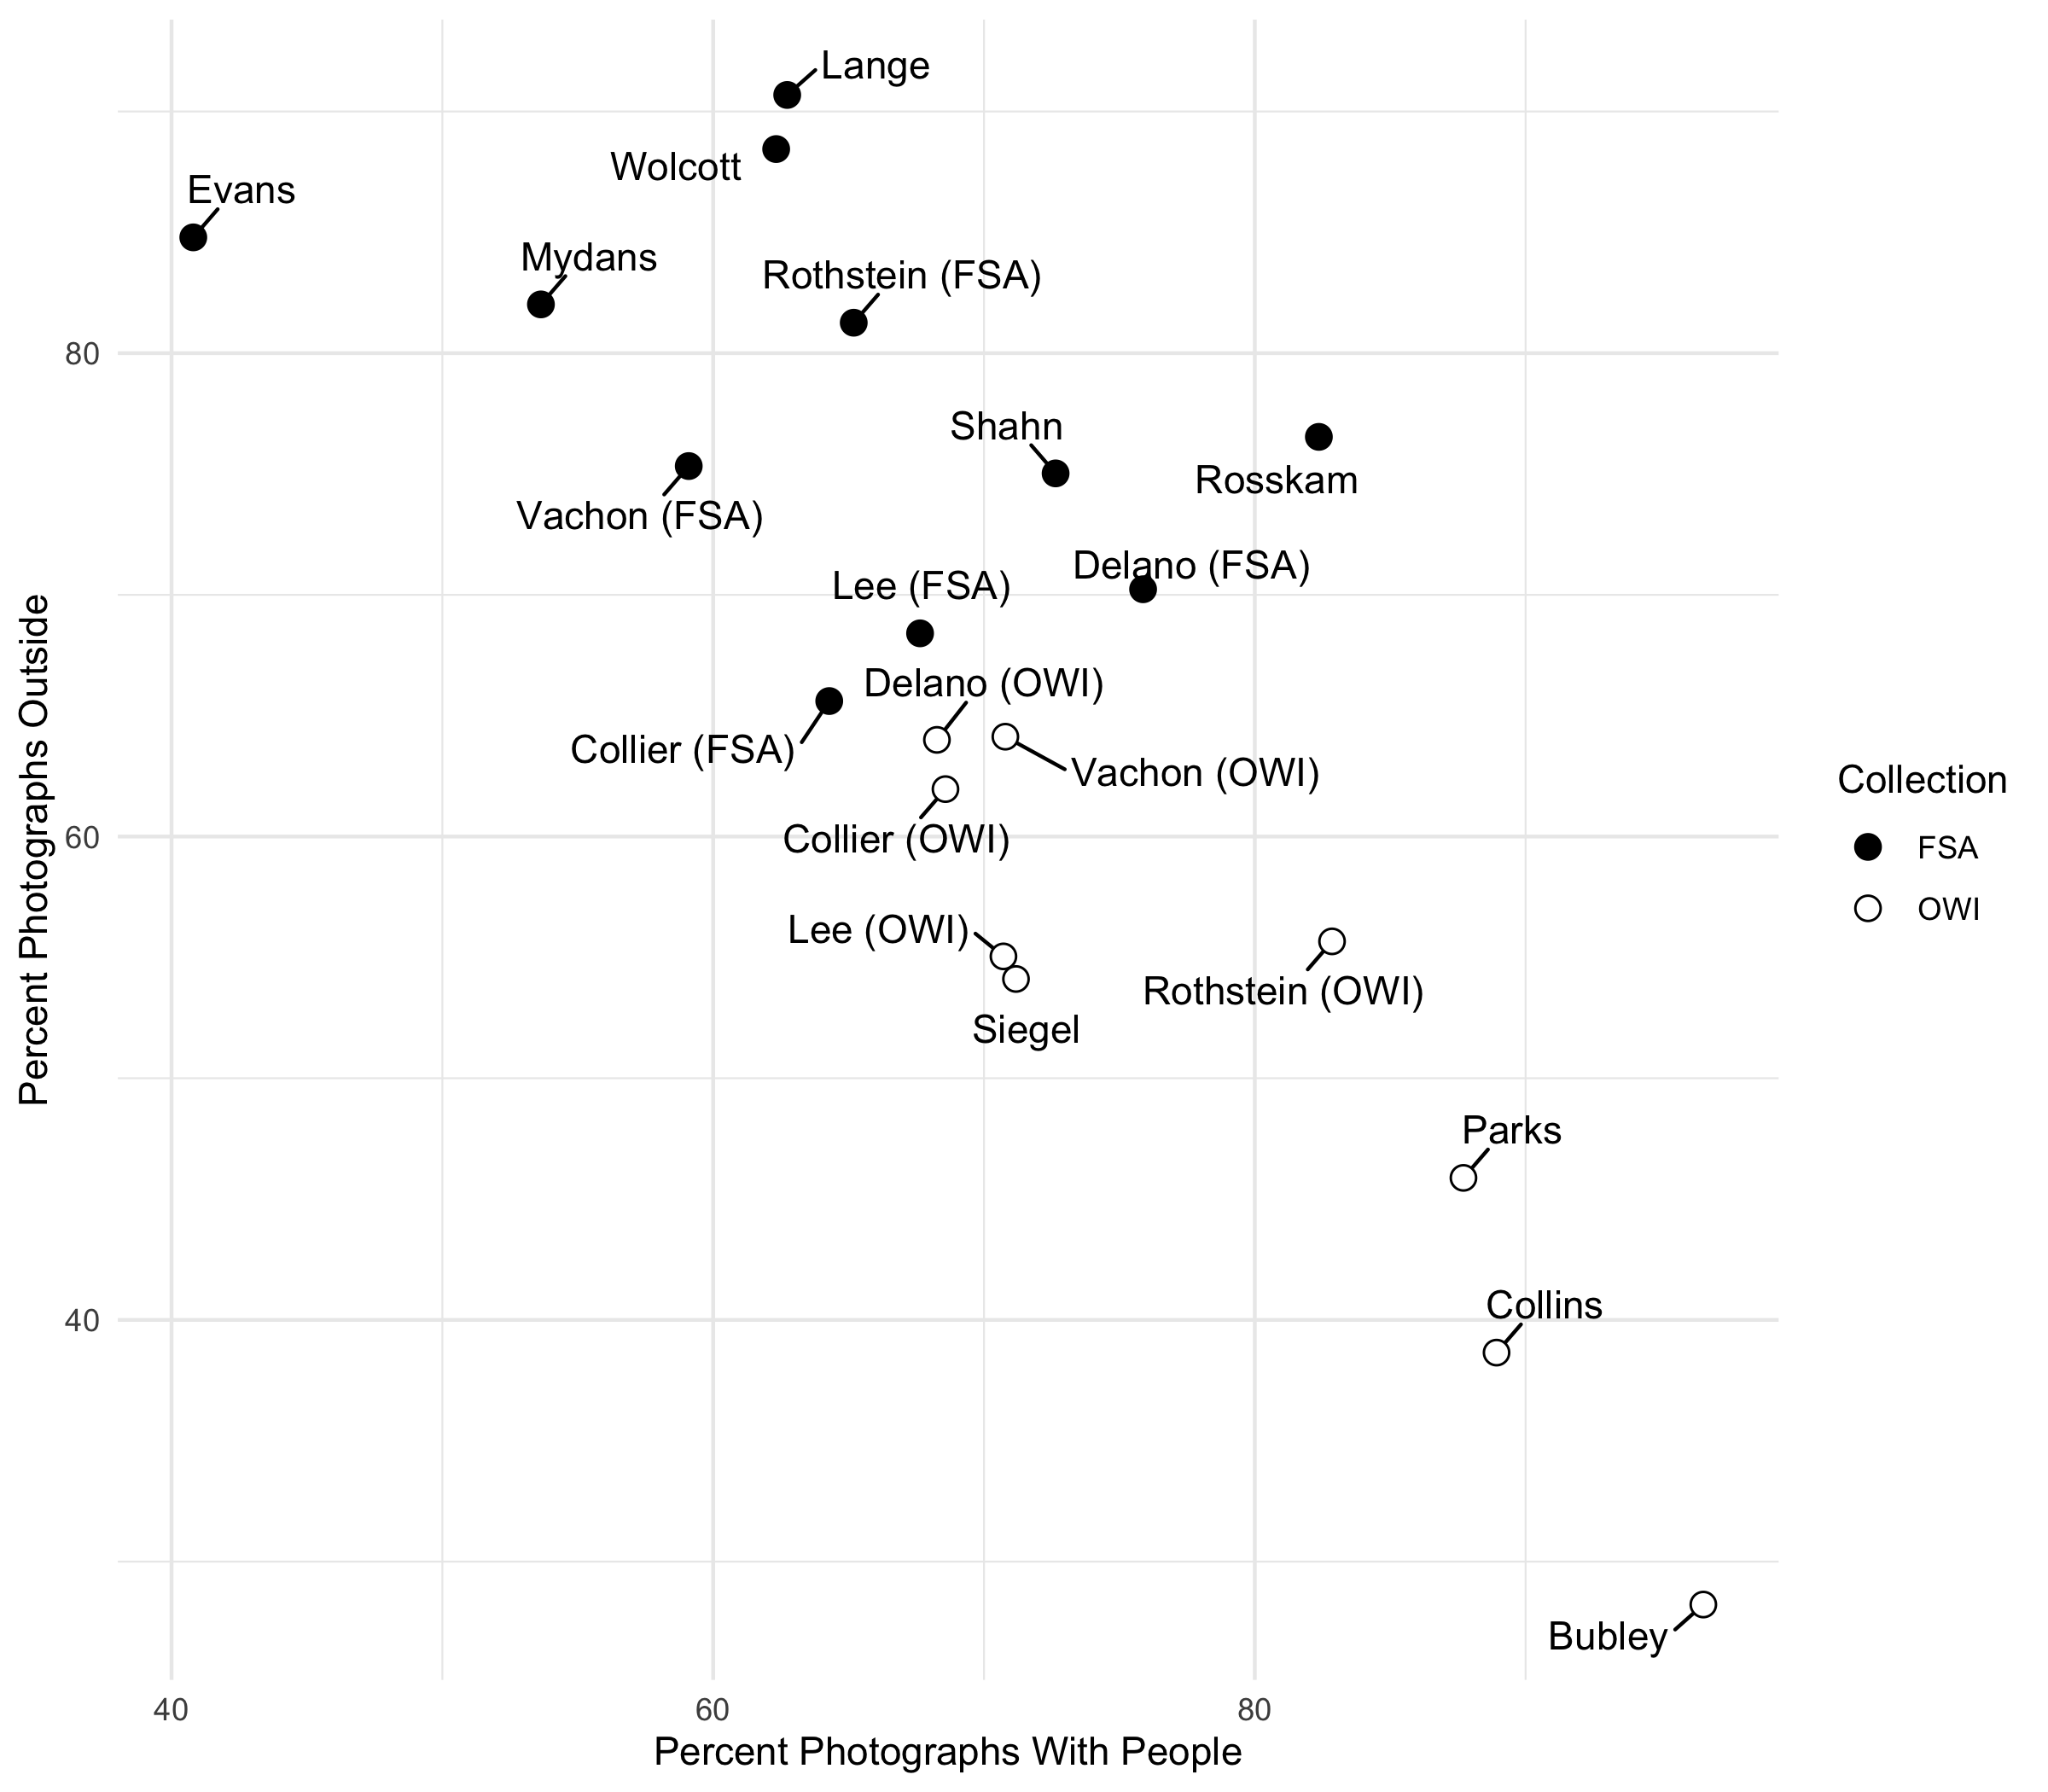 Lange
Wolcott
Evans
Mydans
Rothstein (FSA)
80
Shahn
Rosskam
Vachon (FSA)
Delano (FSA)
Lee (FSA)
Delano (OWI)
Collier (FSA)
Vachon (OWI)
Collier (OWI)
60
Lee (OWI)
Rothstein (OWI)
Siegel
Parks
Collins
40
Bubley
40
60
80
Percent Photographs With People
Percent Photographs Outside
Collection
FSA
OWI